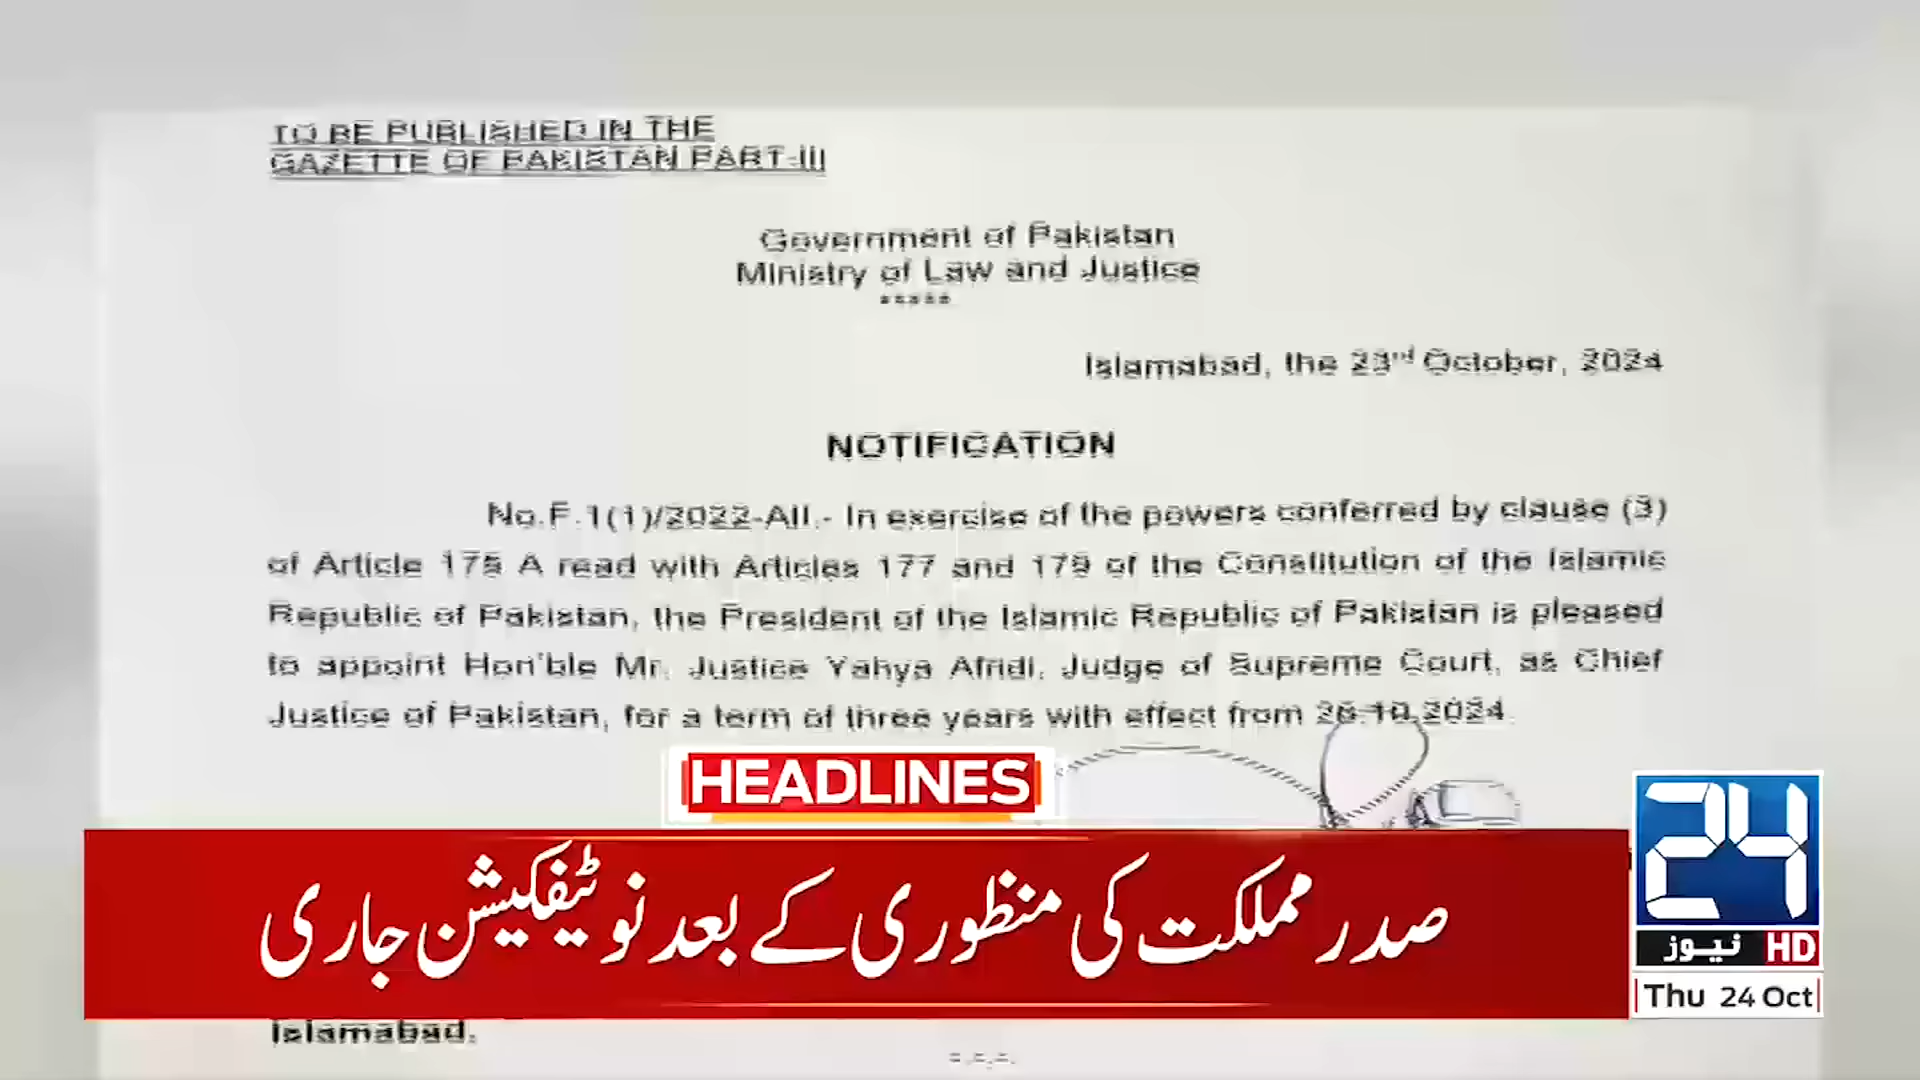 TO BE PUBLISHED IN THE
GAZETTE OF PAKISTAN PART-III
Government of Pakistan
Ministry of Law and Justice
*****
Islamabad, the 23rd October, 2024
NOTIFICATION
No.F.1(1)/2022-AII.- In exercise of the powers conferred by clause (3)
of Article 175 A read with Articles 177 and 179 of the Constitution of the Islamic
Republic of Pakistan, the President of the Islamic Republic of Pakistan is pleased
to appoint Hon'ble Mr. Justice Yahya Afridi, Judge of Supreme Court, as Chief
Justice of Pakistan, for a term of three years with effect from 26.10.2024.
HEADLINES
صدر مملکت کی منظوری کے بعد نوٹیفکیشن جاری
24
نیوز HD
Thu 24 Oct
Islamabad.